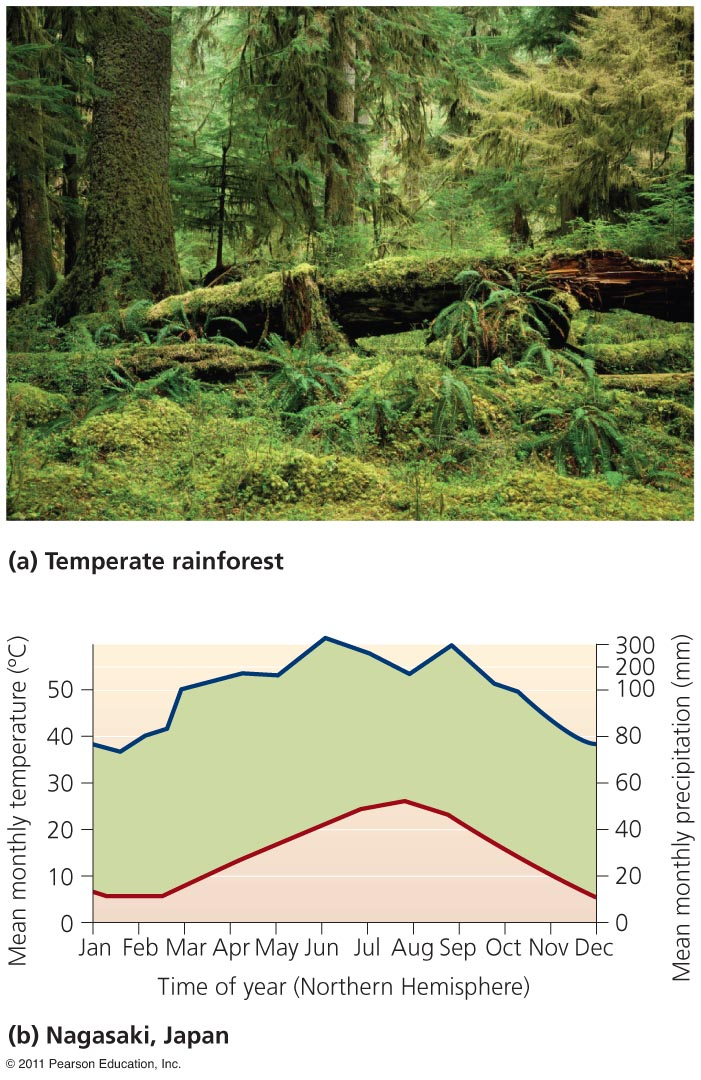 (a) Temperate rainforest
Mean monthly temperature (ºC)
50
40
30
20
10
0
300
200
100
80
60
40
20
0
Mean monthly precipitation (mm)
Jan Feb Mar Apr May Jun Jul Aug Sep Oct Nov Dec
Time of year (Northern Hemisphere)
(b) Nagasaki, Japan
© 2011 Pearson Education, Inc.